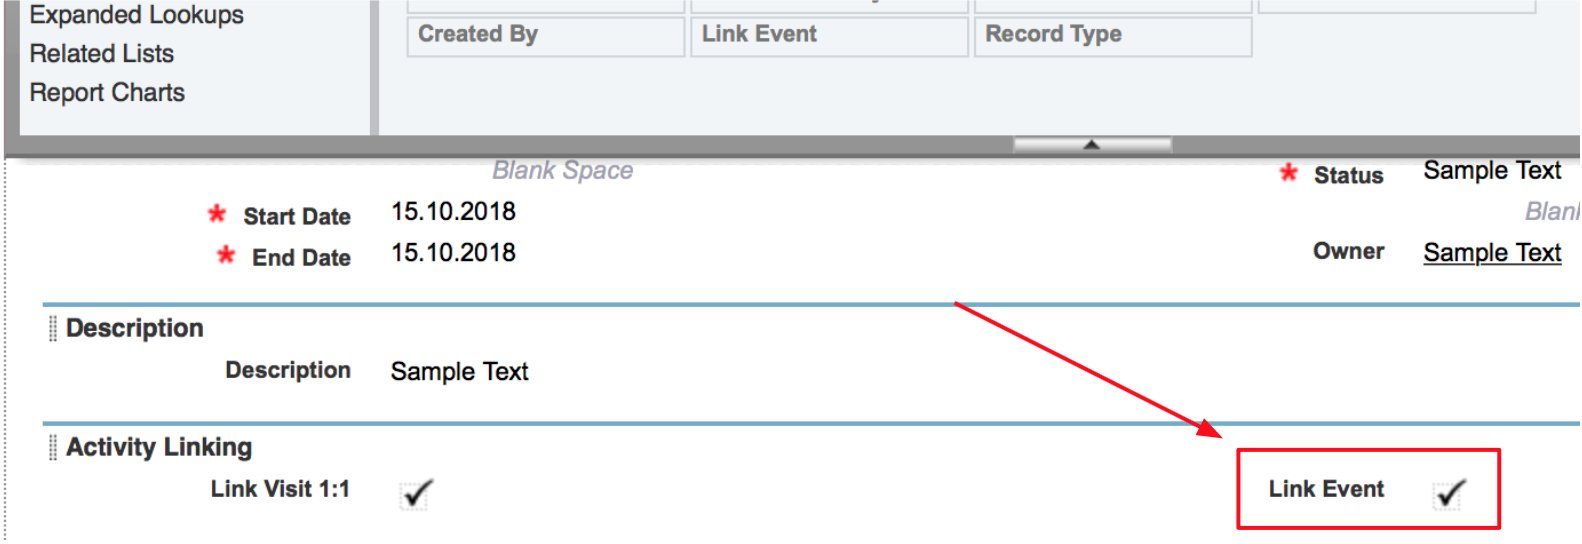 Expanded Lookups
Related Lists
Report Charts
Created By Link Event Record Type
Blank Space
* Status Sample Text
* Start Date 15.10.2018
* End Date 15.10.2018
Owner Sample Text
Description
Description Sample Text
Activity Linking
Link Visit 1:1
Link Event